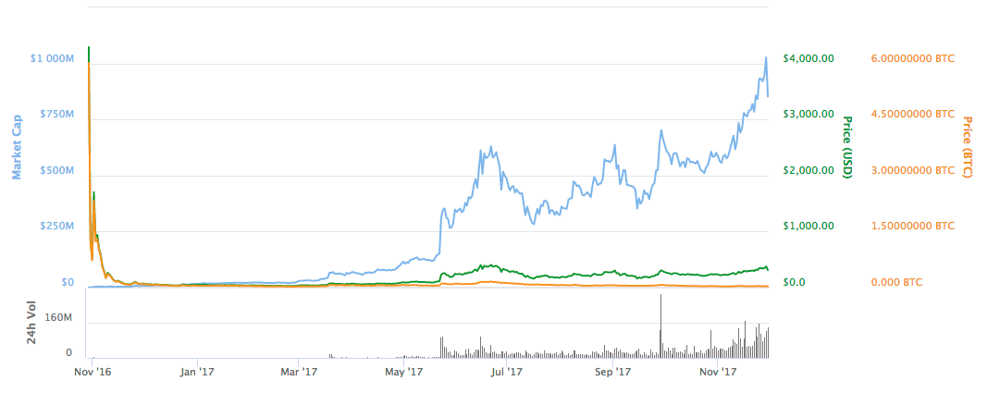 $1 000M
$750M
$500M
$250M
$0
Market Cap
$4,000.00
$3,000.00
$2,000.00
$1,000.00
$0.0
Price (USD)
6.00000000 BTC
4.50000000 BTC
3.00000000 BTC
1.50000000 BTC
0.000 BTC
Price (BTC)
24h Vol
160M
0
Nov '16
Jan '17
Mar '17
May '17
Jul '17
Sep '17
Nov '17